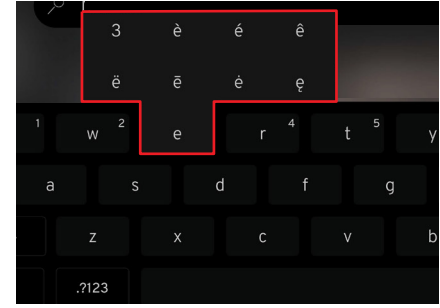 3 è é ê
ë ē ė ę
1 w 2 e r 4 t 5 y
a s d f g
z x c v b
.?123